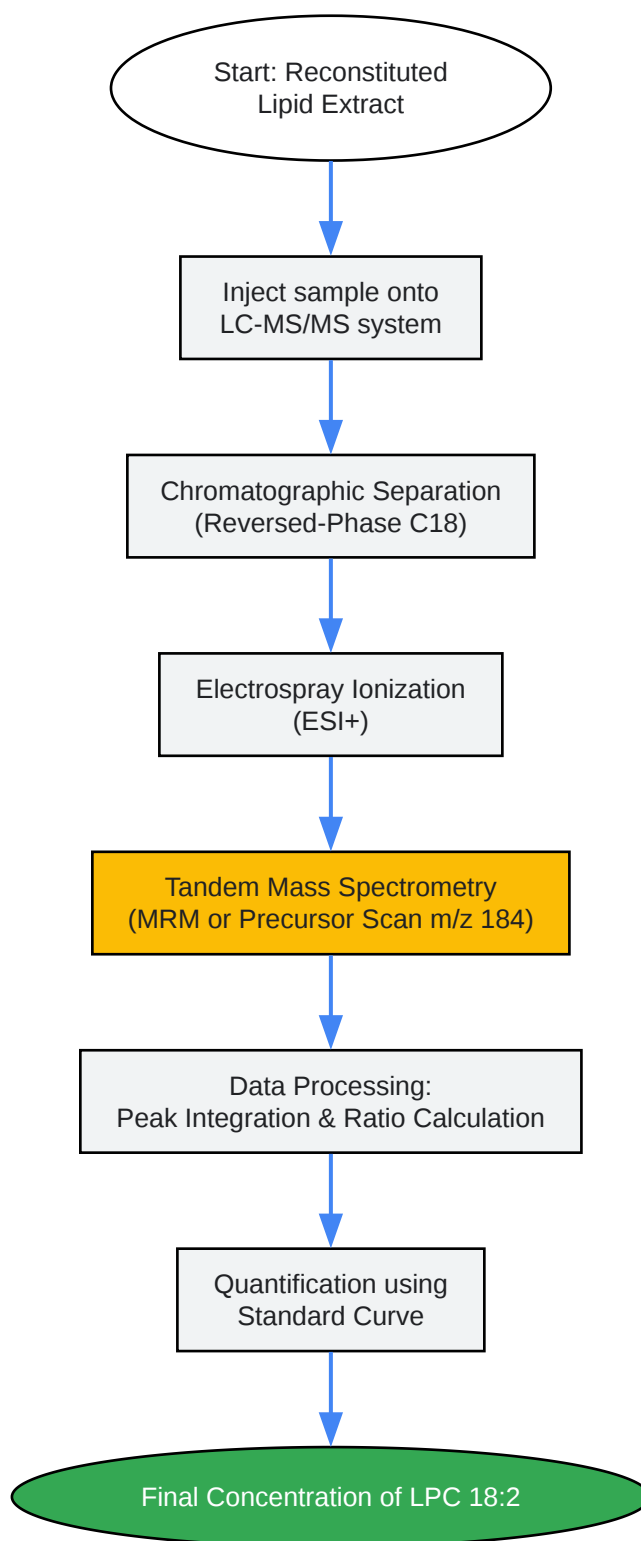 Start: Reconstituted
Lipid Extract
Inject sample onto
LC-MS/MS system
Chromatographic Separation
(Reversed-Phase C18)
Electrospray Ionization
(ESI+)
Tandem Mass Spectrometry
(MRM or Precursor Scan m/z 184)
Data Processing:
Peak Integration & Ratio Calculation
Quantification using
Standard Curve
Final Concentration of LPC 18:2